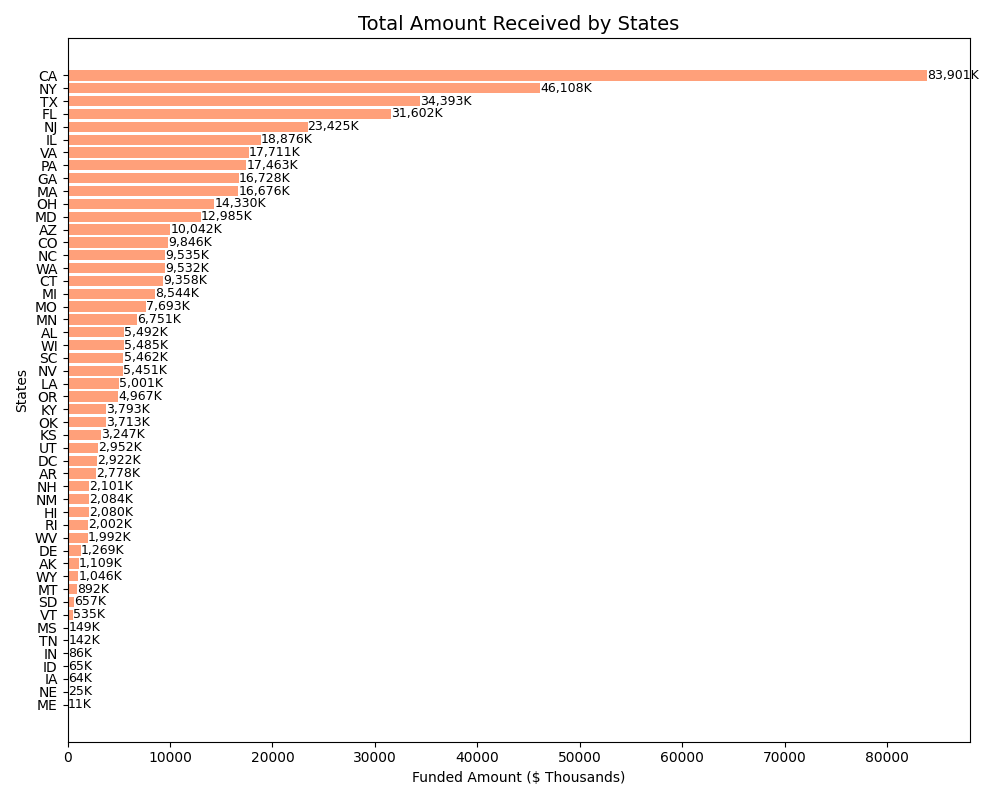 Total Amount Received by States
CA 83,901K
NY 46,108K
TX 34,393K
FL 31,602K
NJ 23,425K
IL 18,876K
VA 17,711K
PA 17,463K
GA 16,728K
MA 16,676K
OH 14,330K
MD 12,985K
AZ 10,042K
CO 9,846K
NC 9,535K
WA 9,532K
CT 9,358K
MI 8,544K
MO 7,693K
MN 6,751K
AL 5,492K
WI 5,485K
SC 5,462K
NV 5,451K
LA 5,001K
OR 4,967K
KY 3,793K
OK 3,713K
KS 3,247K
UT 2,952K
DC 2,922K
AR 2,778K
NH 2,101K
NM 2,084K
HI 2,080K
RI 2,002K
WV 1,992K
DE 1,269K
AK 1,109K
WY 1,046K
MT 892K
SD 657K
VT 535K
MS 149K
TN 142K
IN 86K
ID 65K
IA 64K
NE 25K
ME 11K
States
0 10000 20000 30000 40000 50000 60000 70000 80000
Funded Amount ($ Thousands)